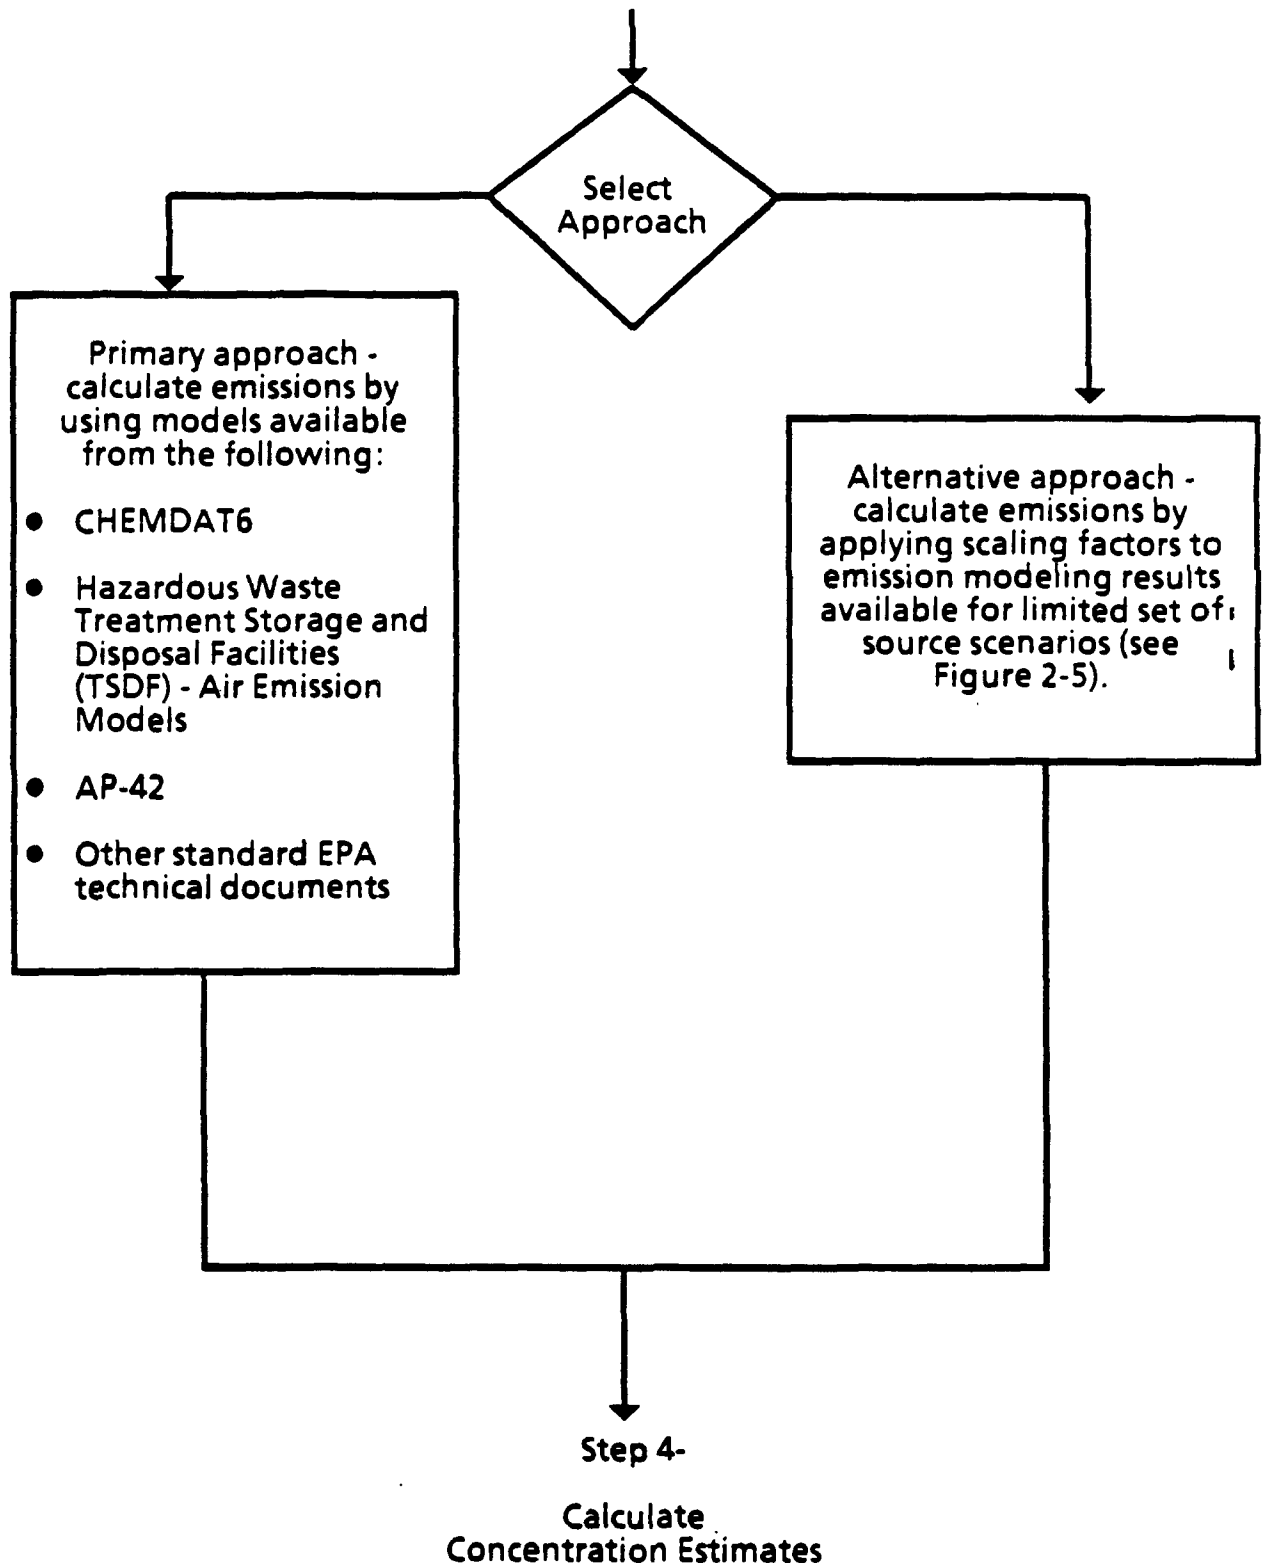 Select
Approach
Primary approach -
calculate emissions by
using models available
from the following:
● CHEMDAT6
● Hazardous Waste
Treatment Storage and
Disposal Facilities
(TSDF) - Air Emission
Models
● AP-42
● Other standard EPA
technical documents
Alternative approach -
calculate emissions by
applying scaling factors to
emission modeling results
available for limited set of
source scenarios (see
Figure 2-5).
Step 4-
Calculate
Concentration Estimates